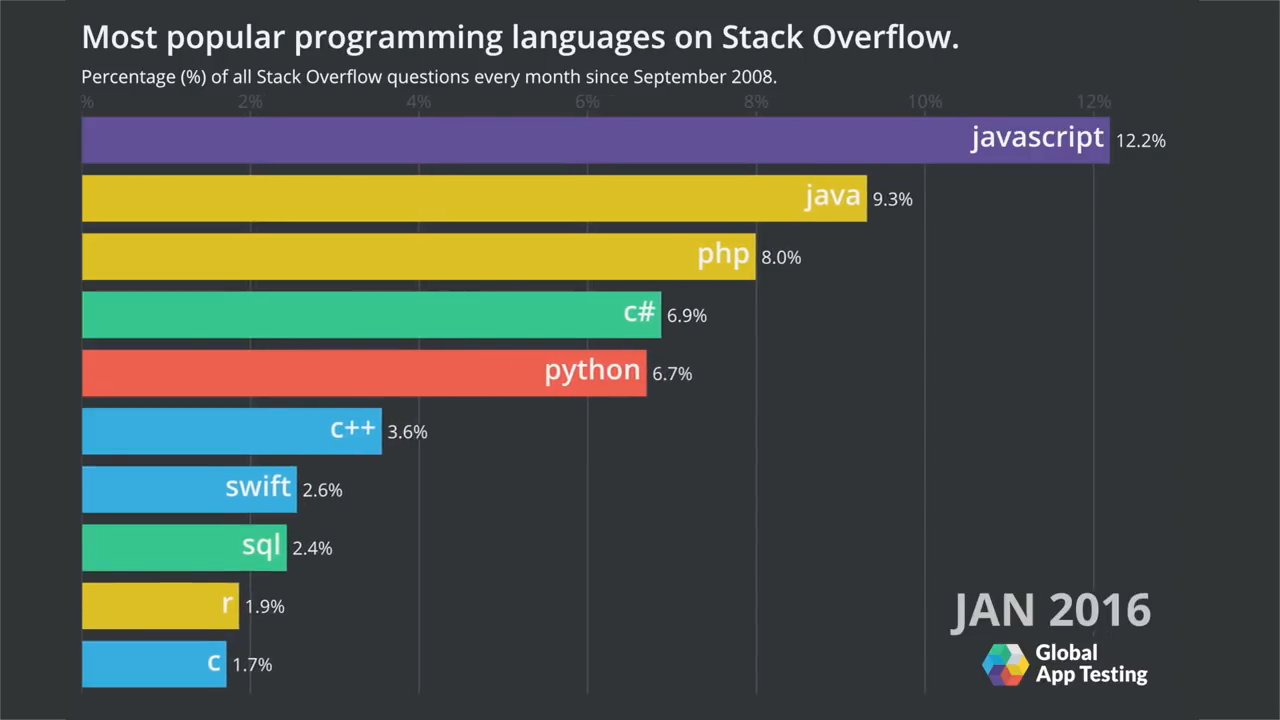 Most popular programming languages on Stack Overflow.
Percentage (%) of all Stack Overflow questions every month since September 2008.
% 2% 4% 6% 8% 10% 12%
javascript 12.2%
java 9.3%
php 8.0%
c# 6.9%
python 6.7%
c++ 3.6%
swift 2.6%
sql 2.4%
r 1.9%
c 1.7%
JAN 2016
Global
App Testing